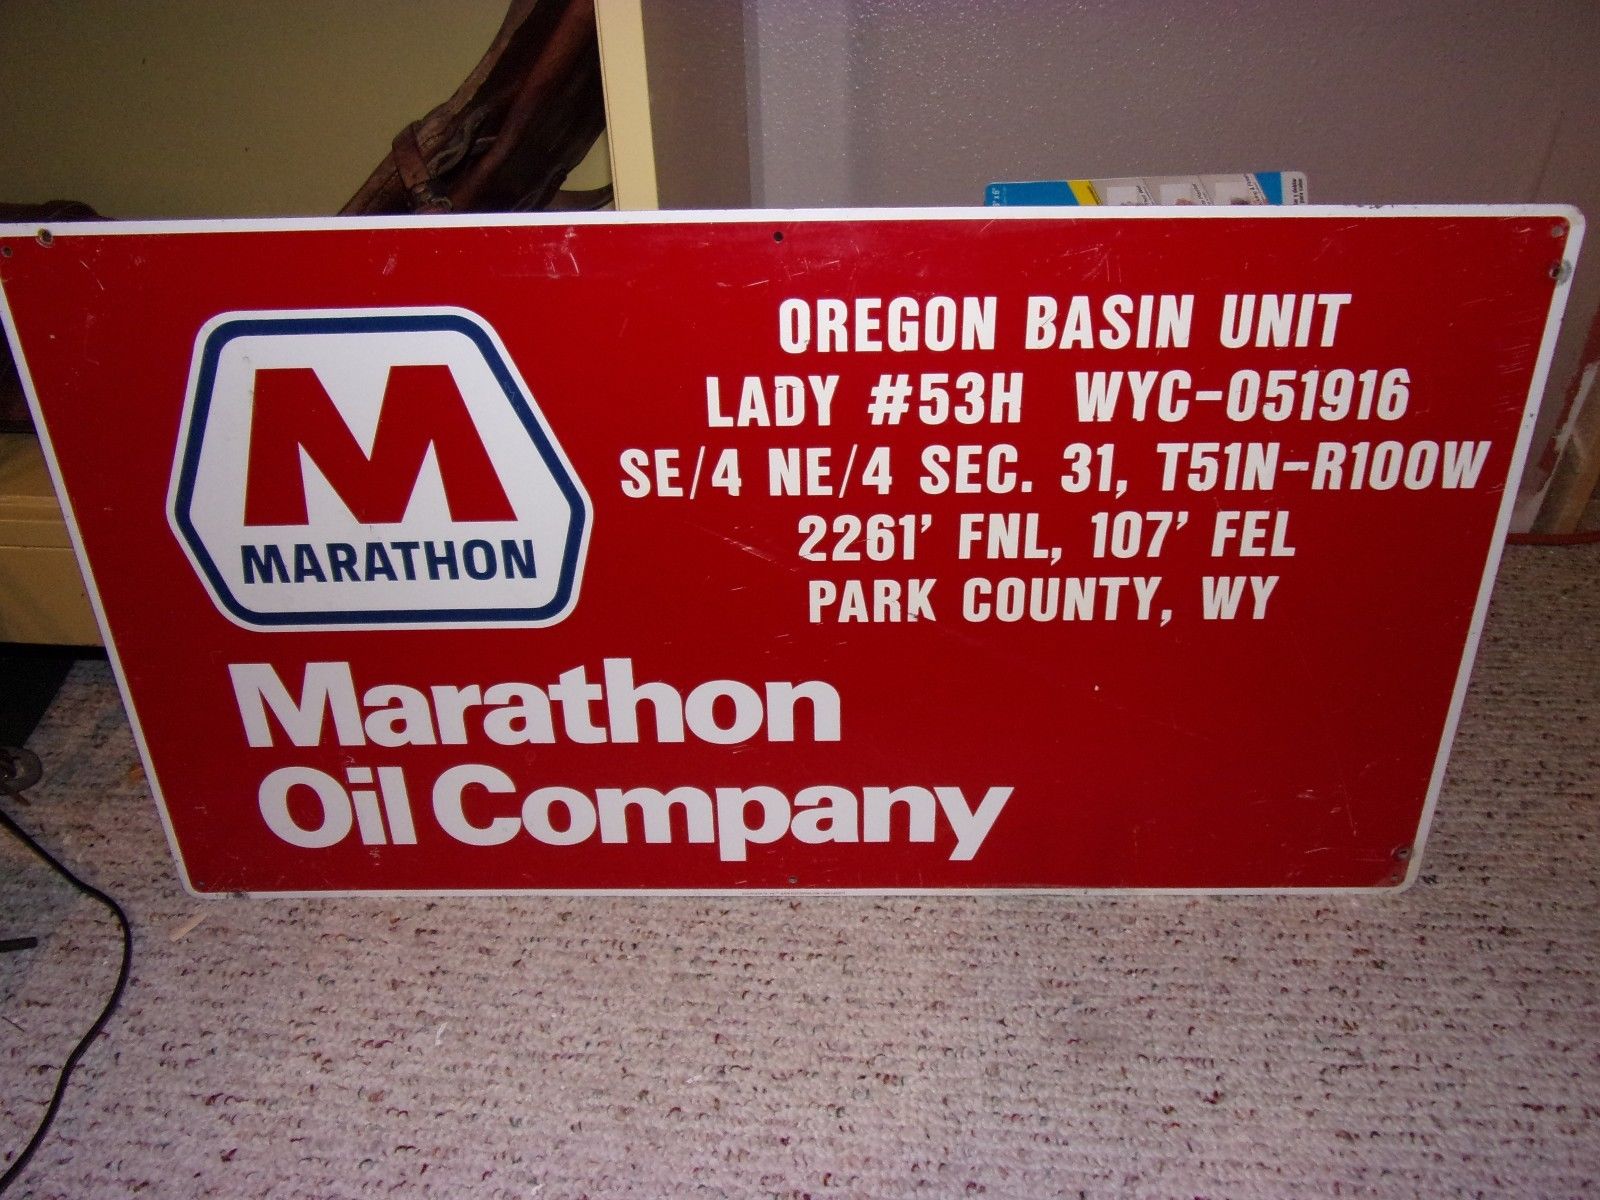 M
MARATHON
OREGON BASIN UNIT
LADY #53H WYC-051916
SE/4 NE/4 SEC. 31, T51N-R100W
2261' FNL, 107' FEL
PARK COUNTY, WY
Marathon
Oil Company